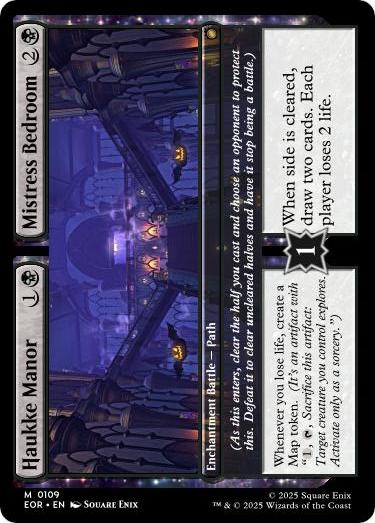 Haukke Manor 1
Mistress Bedroom 2
Enchantment Battle — Path
(As this enters, clear the half you cast and choose an opponent to protect
this. Defeat it to clear uncleared halves and have it stop being a battle.)
Whenever you lose life, create a
Map token. (It's an artifact with
"1, , Sacrifice this artifact:
Target creature you control explores.
Activate only as a sorcery.")
1
When side is cleared,
draw two cards. Each
player loses 2 life.
M 0109
EOR • EN SQUARE ENIX
© 2025 Square Enix
™ & © 2025 Wizards of the Coast